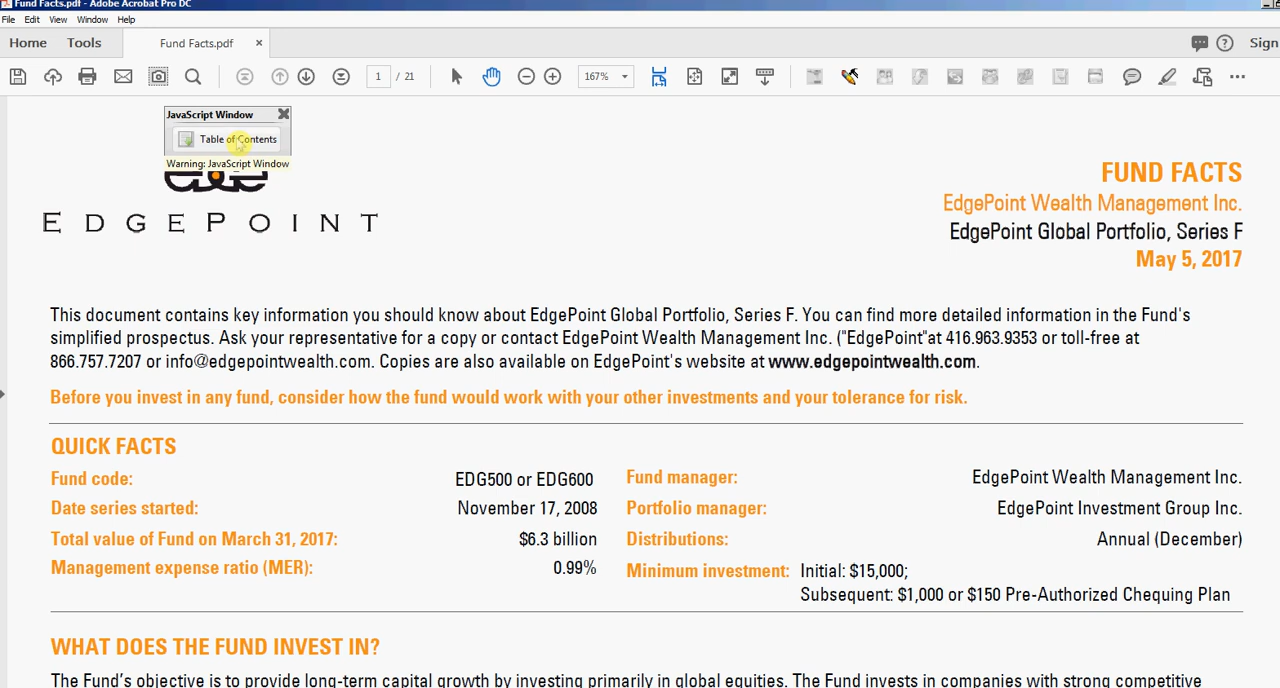 Fund Facts.pdf - Adobe Acrobat Pro DC
File Edit View Window Help
Home Tools Fund Facts.pdf × ? Sign
1 / 21 167%
JavaScript Window
Table of Contents
Warning: JavaScript Window
EDGEPOINT
FUND FACTS
EdgePoint Wealth Management Inc.
EdgePoint Global Portfolio, Series F
May 5, 2017
This document contains key information you should know about EdgePoint Global Portfolio, Series F. You can find more detailed information in the Fund's
simplified prospectus. Ask your representative for a copy or contact EdgePoint Wealth Management Inc. ("EdgePoint"at 416.963.9353 or toll-free at
866.757.7207 or info@edgepointwealth.com. Copies are also available on EdgePoint's website at www.edgepointwealth.com.
Before you invest in any fund, consider how the fund would work with your other investments and your tolerance for risk.
QUICK FACTS
Fund code: EDG500 or EDG600 Fund manager: EdgePoint Wealth Management Inc.
Date series started: November 17, 2008 Portfolio manager: EdgePoint Investment Group Inc.
Total value of Fund on March 31, 2017: $6.3 billion Distributions: Annual (December)
Management expense ratio (MER): 0.99% Minimum investment: Initial: $15,000;
Subsequent: $1,000 or $150 Pre-Authorized Chequing Plan
WHAT DOES THE FUND INVEST IN?
The Fund's objective is to provide long-term capital growth by investing primarily in global equities. The Fund invests in companies with strong competitive